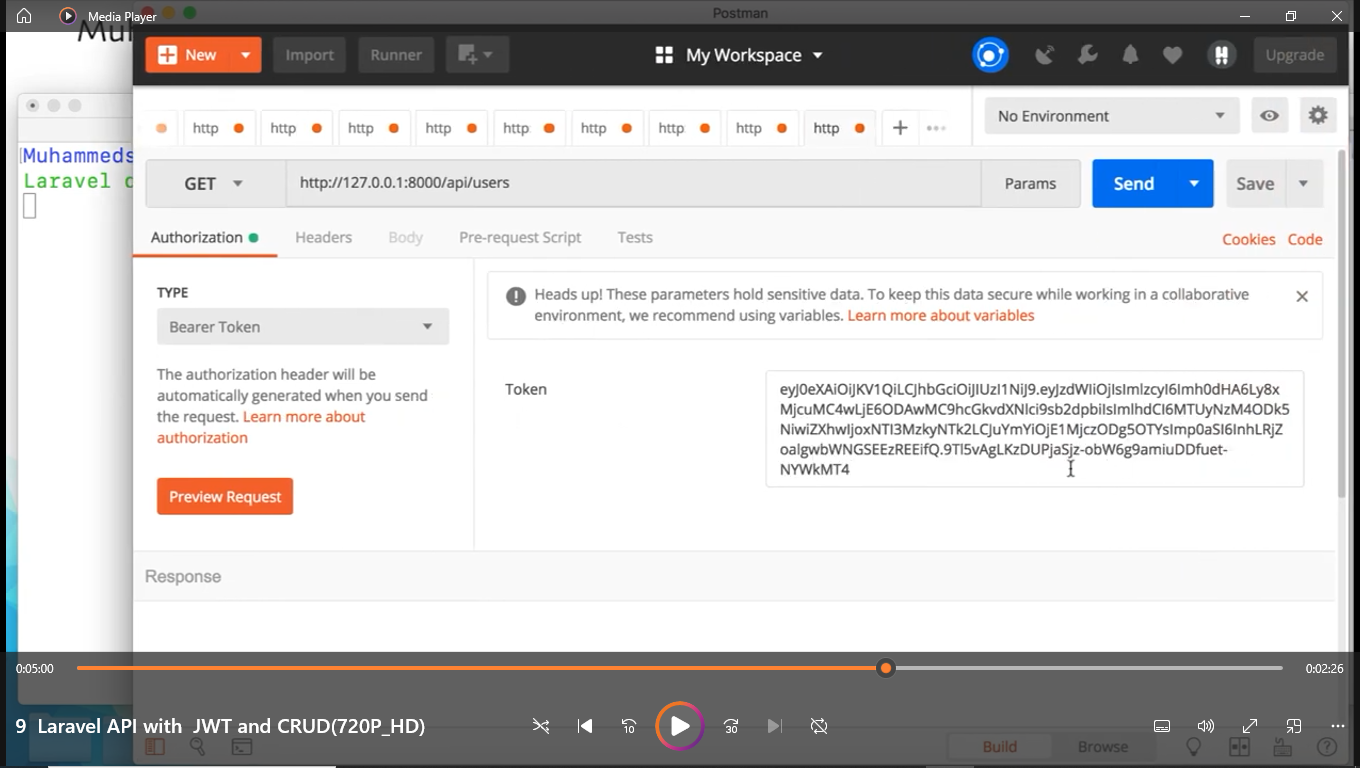 Media Player
Postman
New
Import
Runner
My Workspace
Upgrade
http
http
http
http
http
http
http
http
http
No Environment
Muhammeds
Laravel d
GET
http://127.0.0.1:8000/api/users
Params
Send
Save
Authorization
Headers
Body
Pre-request Script
Tests
Cookies
Code
TYPE
Bearer Token
The authorization header will be
automatically generated when you send
the request. Learn more about
authorization
Preview Request
Heads up! These parameters hold sensitive data. To keep this data secure while working in a collaborative
environment, we recommend using variables. Learn more about variables
Token
eyJ0eXAiOiJKV1QiLCJhbGciOiJIUzI1NiJ9.eyJzdWIiOjIsImlzcyI6Imh0dHA6Ly8x
MjcuMC4wLjE6ODAwMC9hcGkvdXNlci9sb2dpbiIsImlhdCI6MTUyNzM4ODk5
NiwiZXhwIjoxNTI3MzkyNTk2LCJuYmYiOjE1MjczODg5OTYsImp0aSI6InhLRjZ
oalgwbWNGSEEzREEifQ.9Tl5vAgLKzDUPjaSjz-obW6g9amiuDDfuet-
NYWkMT4
Response
0:05:00
0:02:26
9 Laravel API with JWT and CRUD(720P_HD)
10
30
Build
Browse